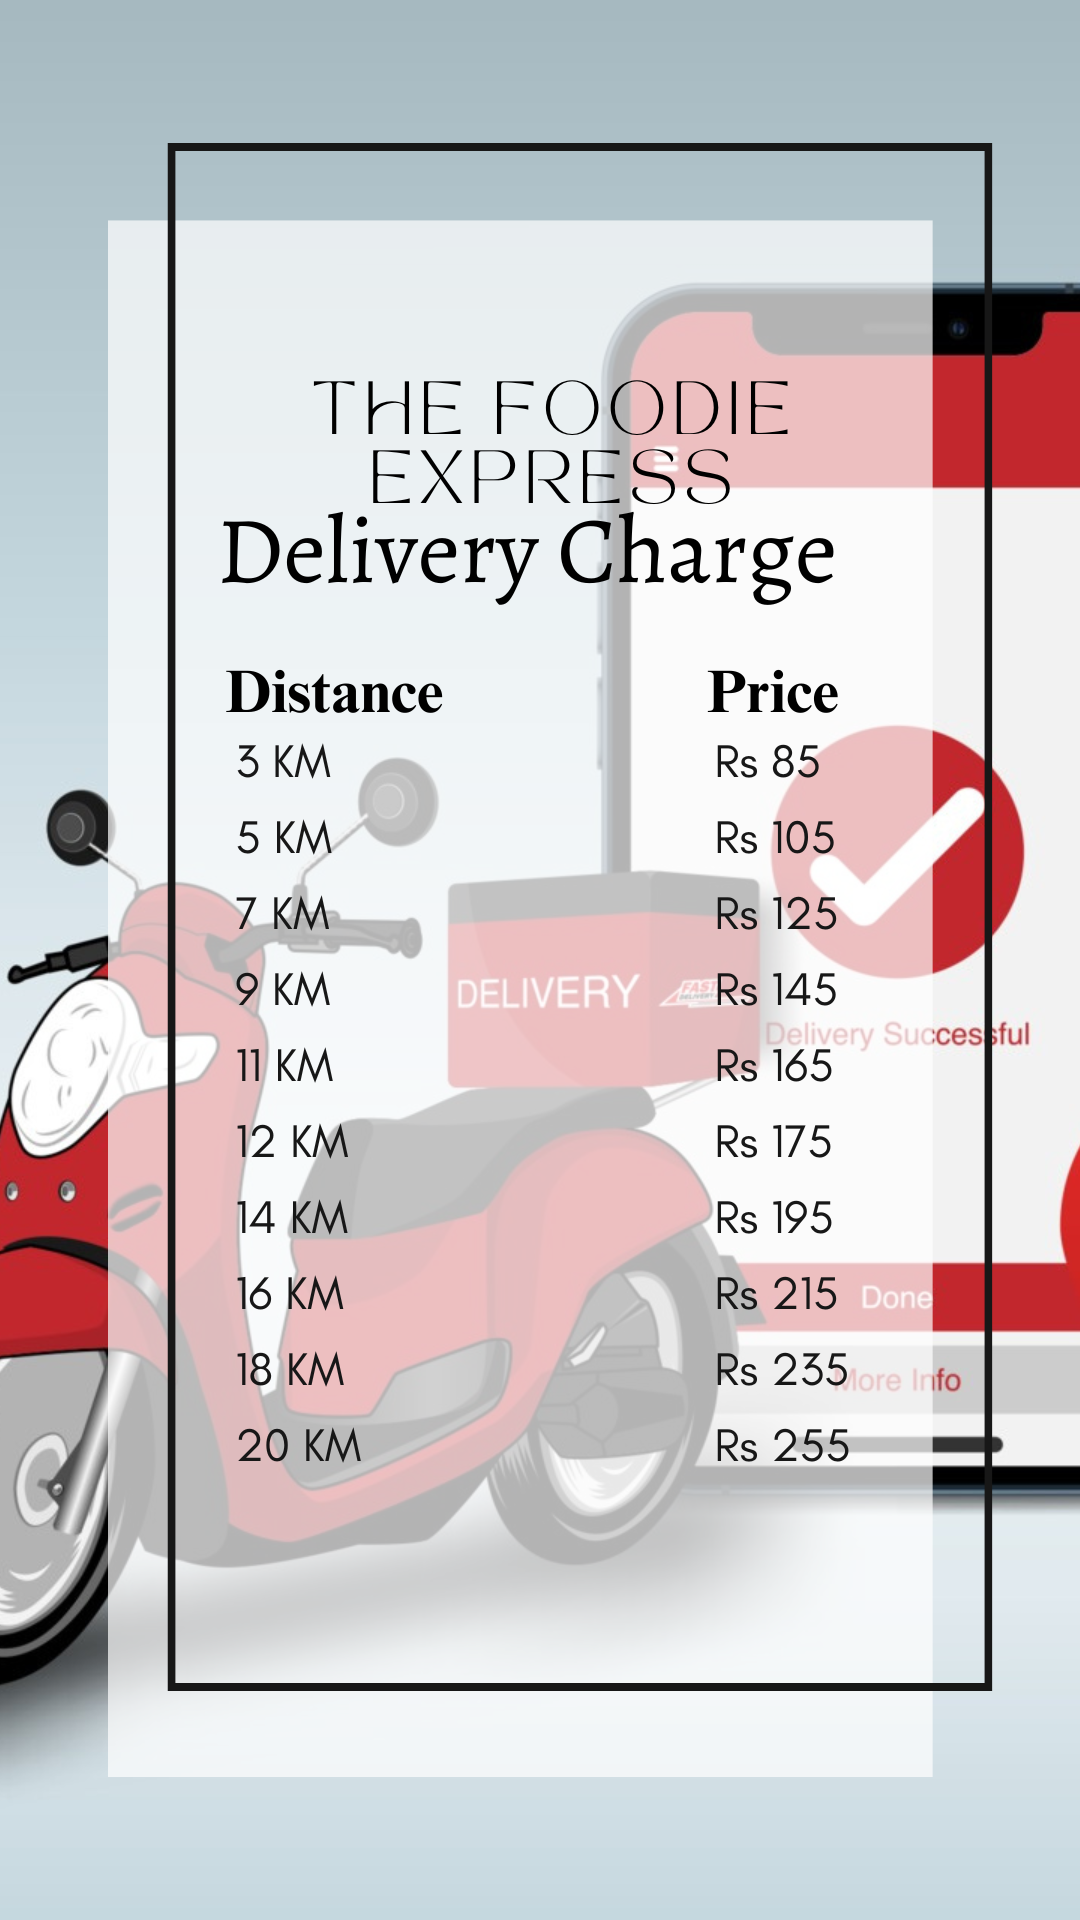 THE FOODIE
EXPRESS
Delivery Charge
Distance Price
3 KM Rs 85
5 KM Rs 105
7 KM Rs 125
9 KM Rs 145
11 KM Rs 165
12 KM Rs 175
14 KM Rs 195
16 KM Rs 215
18 KM Rs 235
20 KM Rs 255
DELIVERY
FAST
DELIVERY
Delivery Successful
Done
More Info